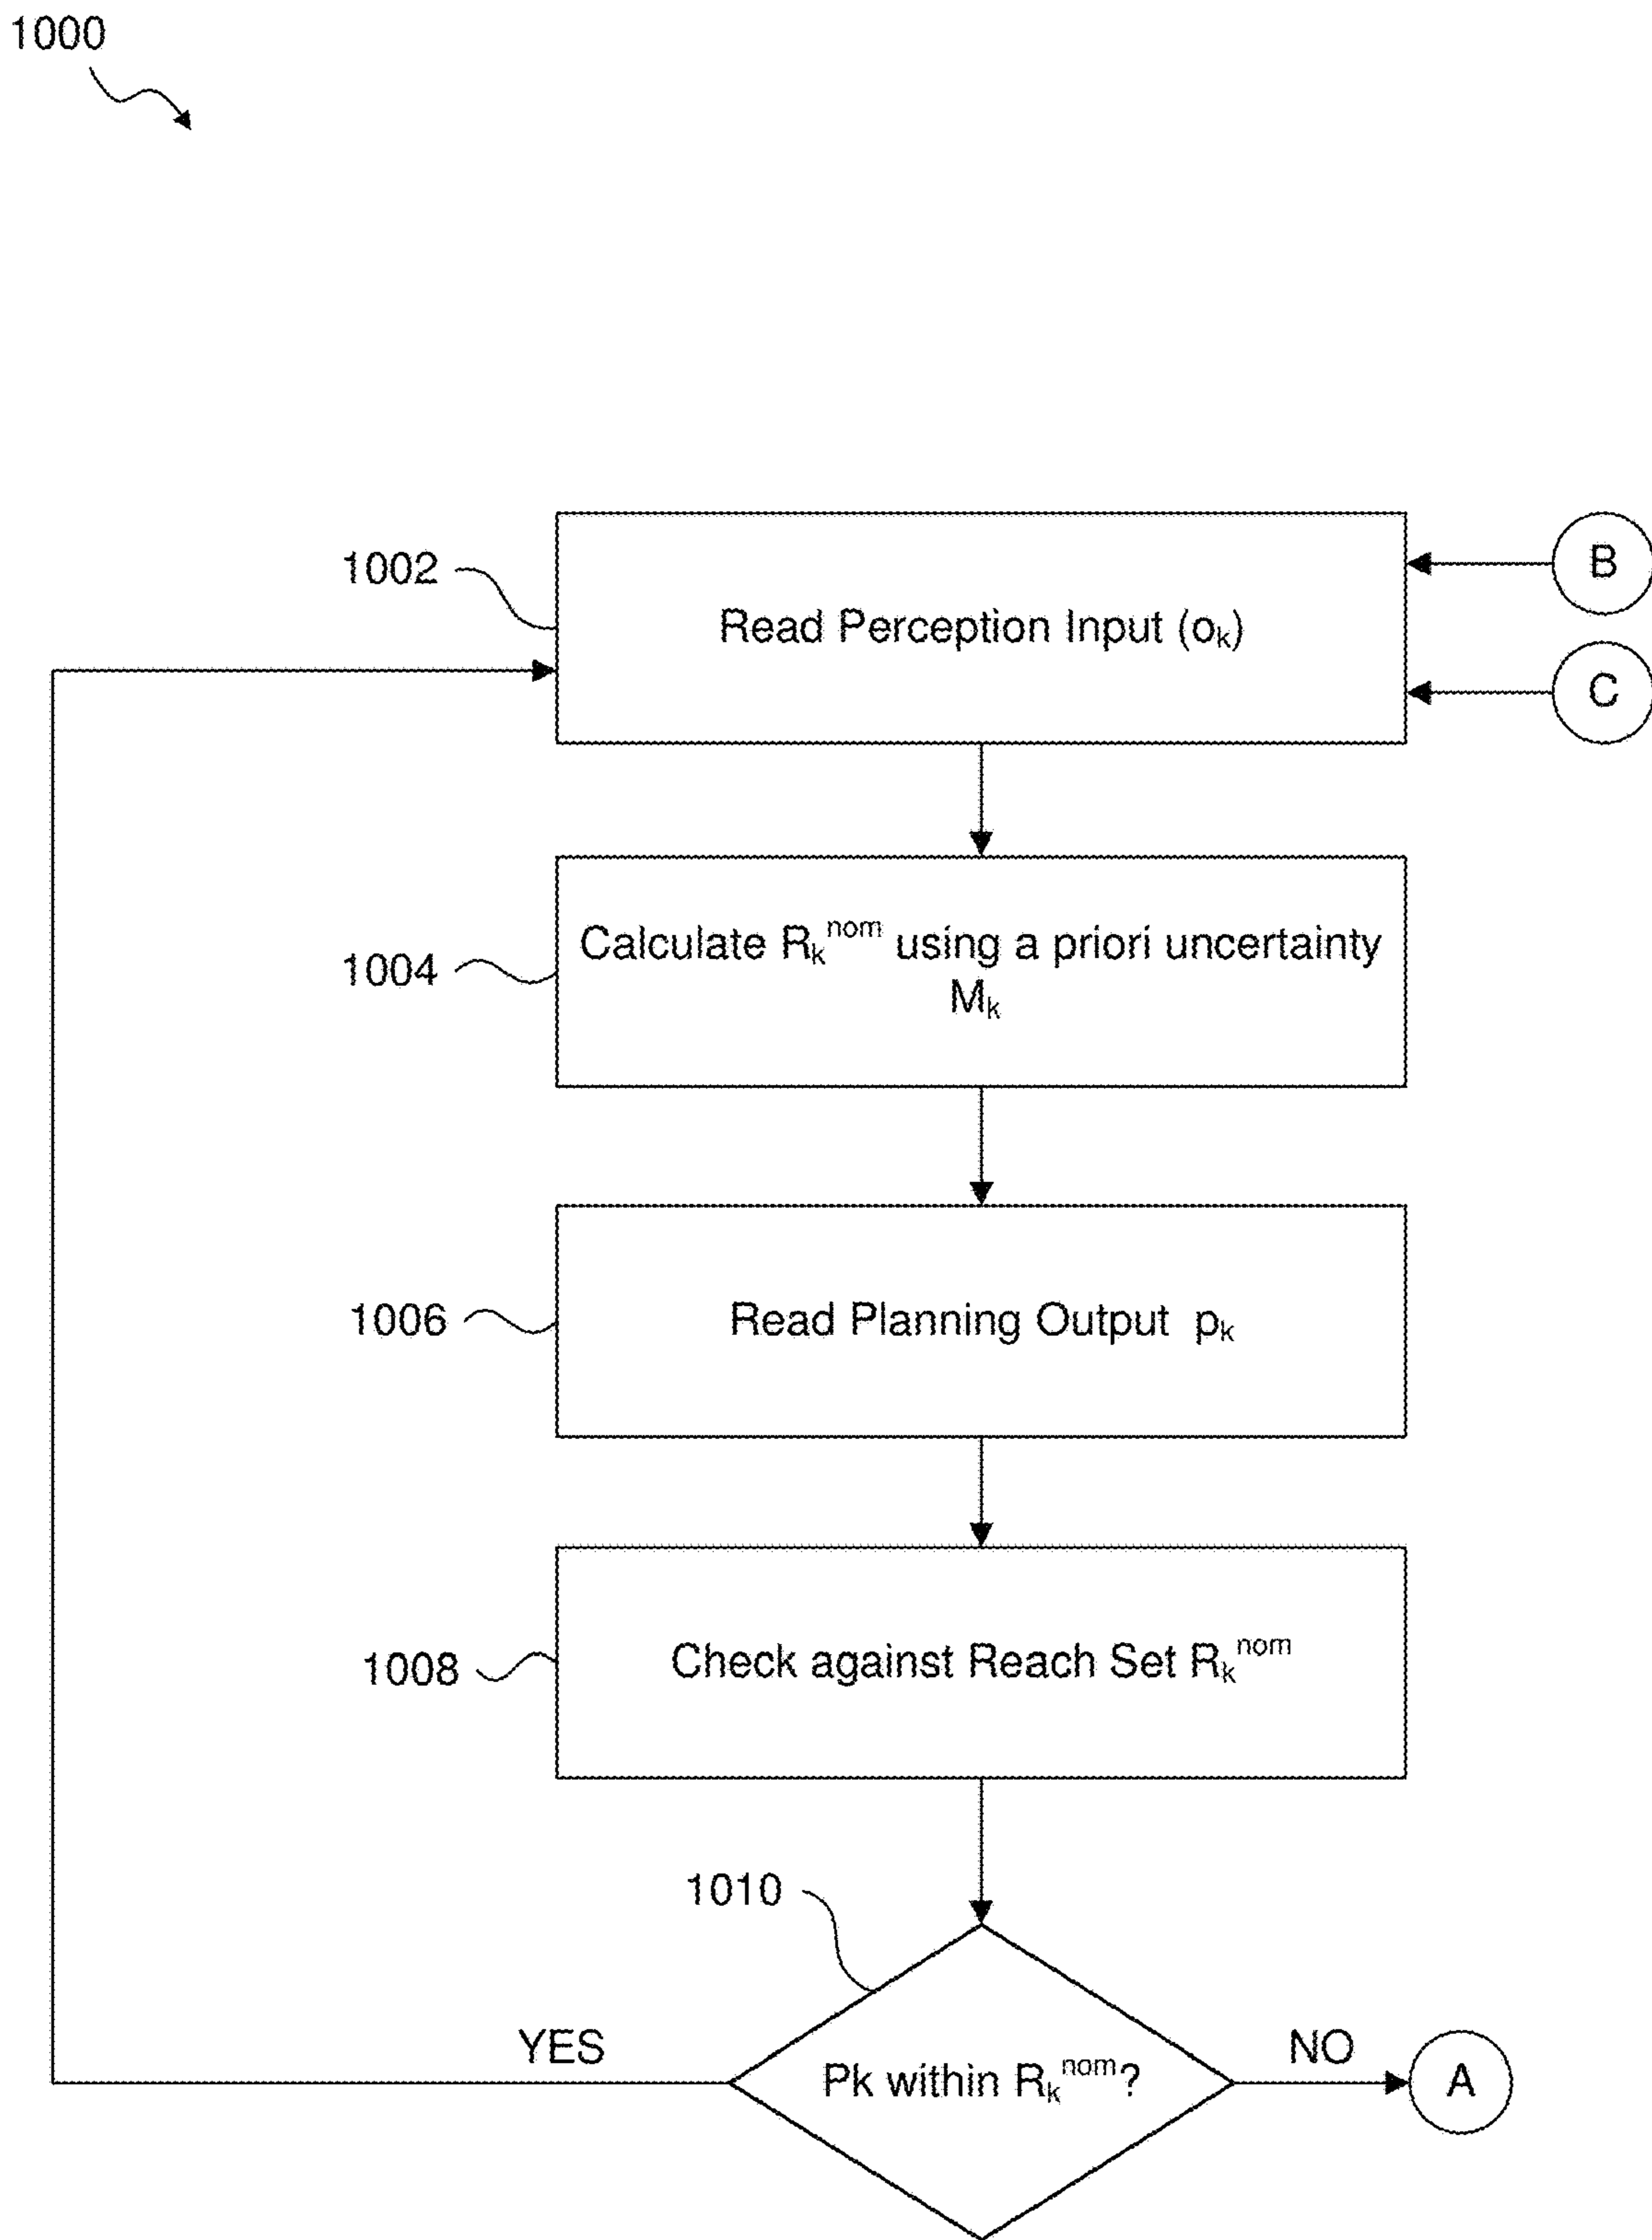 1000
1002
Read Perception Input (oₖ)
B
C
1004
Calculate Rₖⁿᵒᵐ using a priori uncertainty
Mₖ
1006
Read Planning Output pₖ
1008
Check against Reach Set Rₖⁿᵒᵐ
1010
YES
Pk within Rₖⁿᵒᵐ?
NO
A